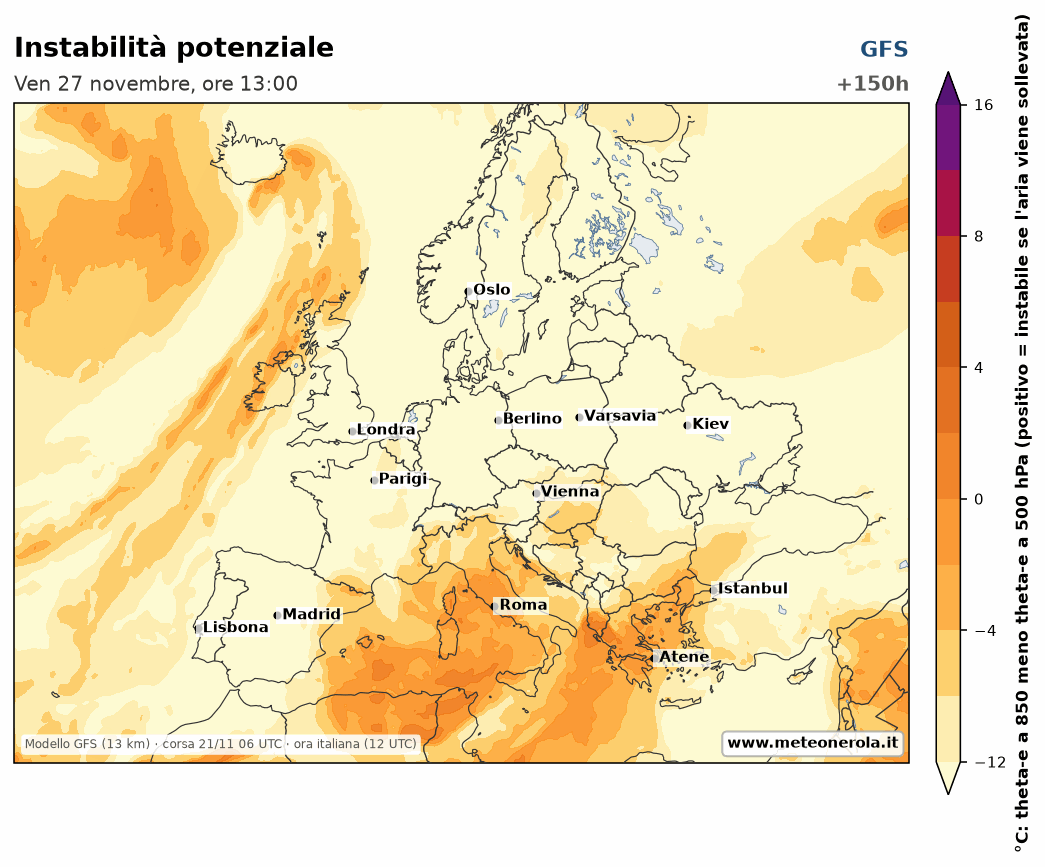 Instabilità potenziale
GFS
Ven 27 novembre, ore 13:00
+150h
Oslo
Londra
Berlino
Varsavia
Kiev
Parigi
Vienna
Istanbul
Roma
Madrid
Lisbona
Atene
Modello GFS (13 km) · corsa 21/11 06 UTC · ora italiana (12 UTC)
www.meteonerola.it
16
8
4
0
−4
−12
°C: theta-e a 850 meno theta-e a 500 hPa (positivo = instabile se l'aria viene sollevata)